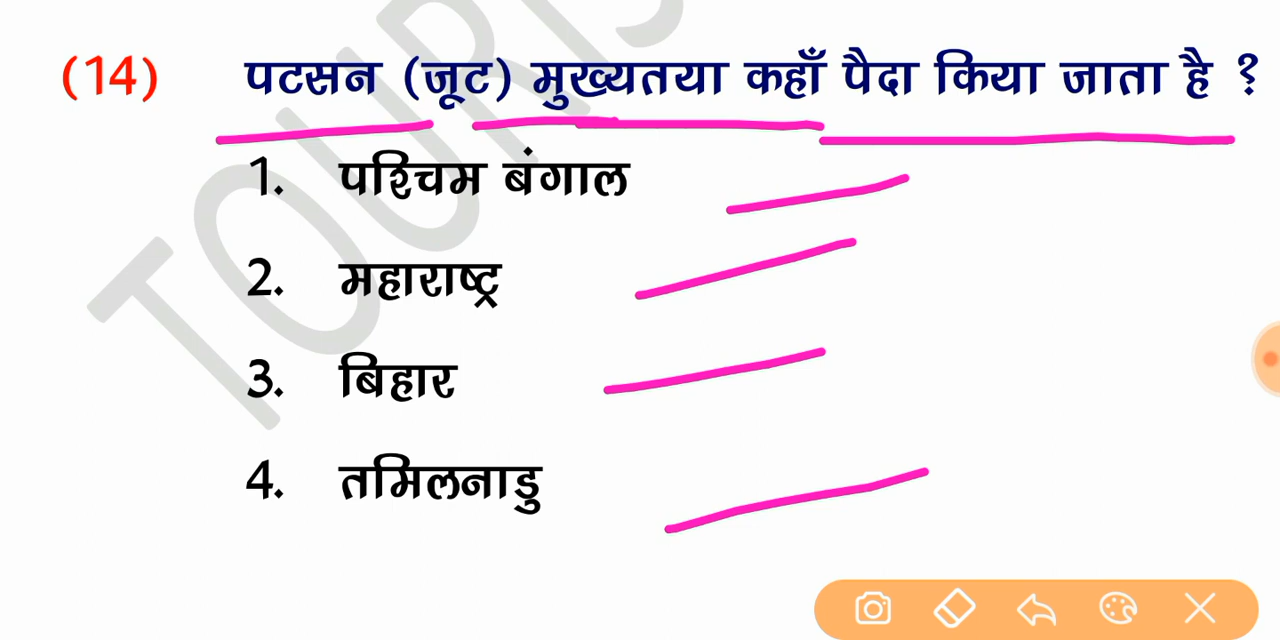 (14) पटसन (जूट) मुख्यतया कहाँ पैदा किया जाता है ?
1. पश्चिम बंगाल
2. महाराष्ट्र
3. बिहार
4. तमिलनाडु